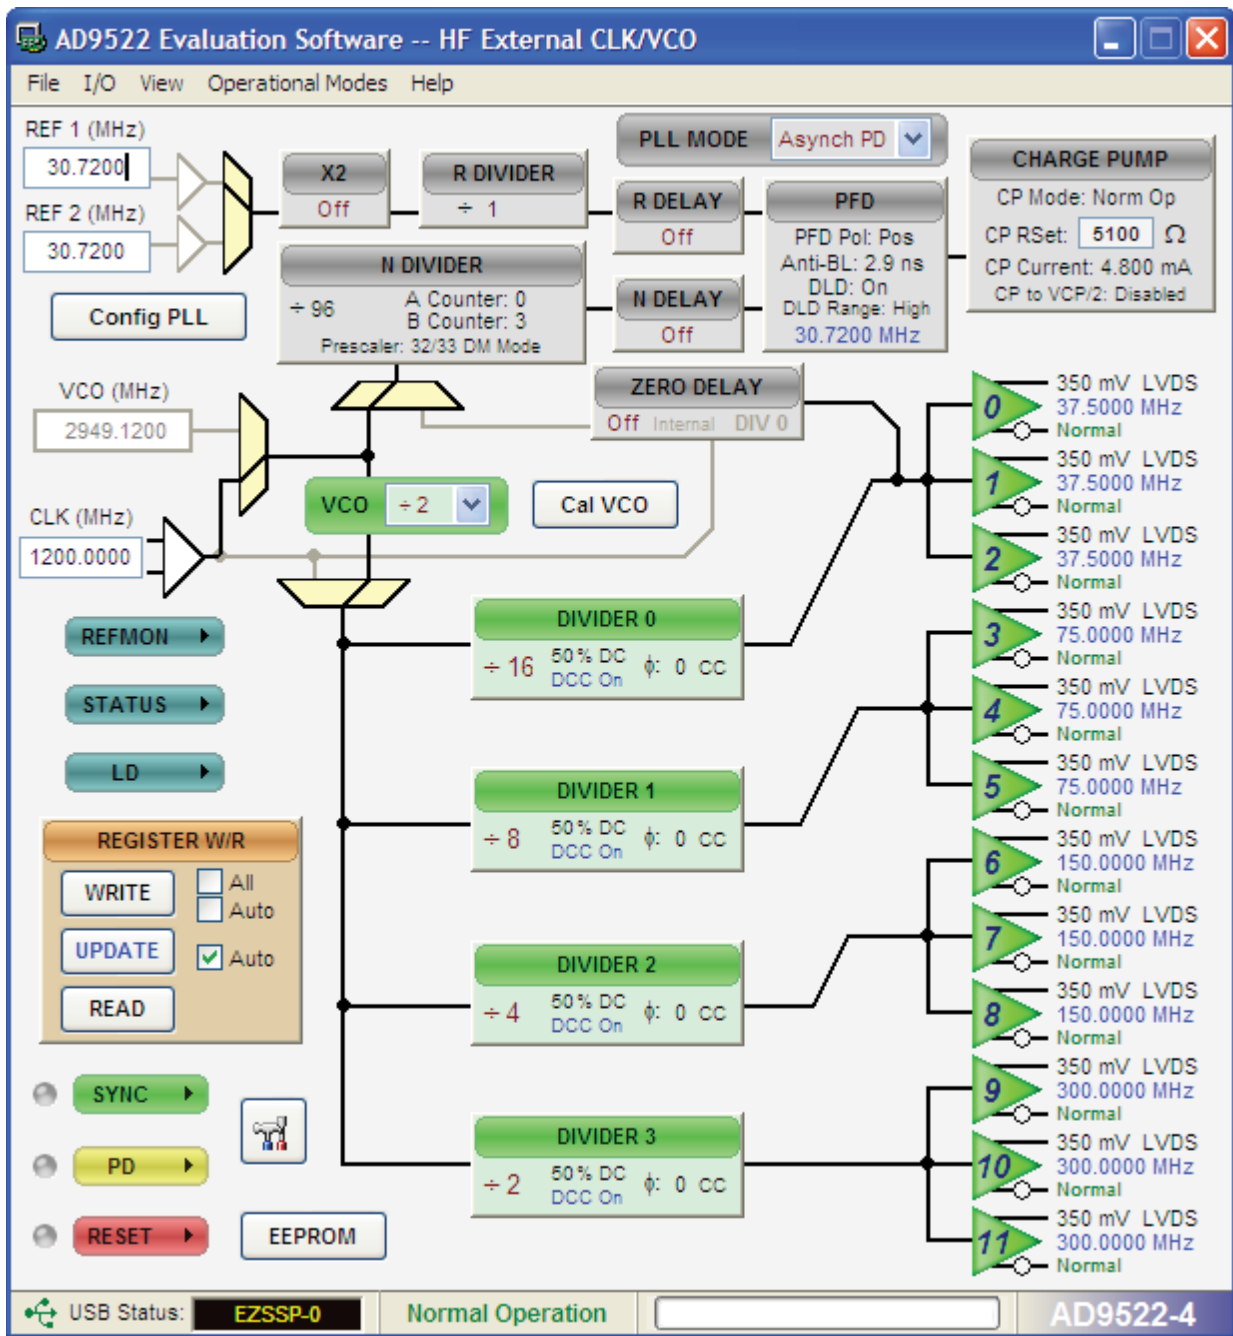 AD9522 Evaluation Software -- HF External CLK/VCO
File I/O View Operational Modes Help
REF 1 (MHz)
30.7200
REF 2 (MHz)
30.7200
Config PLL
X2
Off
R DIVIDER
÷ 1
PLL MODE Asynch PD
R DELAY
Off
N DIVIDER
÷ 96
A Counter: 0
B Counter: 3
Prescaler: 32/33 DM Mode
N DELAY
Off
PFD
PFD Pol: Pos
Anti-BL: 2.9 ns
DLD: On
DLD Range: High
30.7200 MHz
CHARGE PUMP
CP Mode: Norm Op
CP RSet: 5100 Ω
CP Current: 4.800 mA
CP to VCP/2: Disabled
VCO (MHz)
2949.1200
ZERO DELAY
Off Internal DIV 0
VCO ÷ 2
Cal VCO
CLK (MHz)
1200.0000
REFMON
STATUS
LD
DIVIDER 0
÷ 16
50% DC
DCC On
ϕ: 0 CC
DIVIDER 1
÷ 8
50% DC
DCC On
ϕ: 0 CC
DIVIDER 2
÷ 4
50% DC
DCC On
ϕ: 0 CC
DIVIDER 3
÷ 2
50% DC
DCC On
ϕ: 0 CC
0
350 mV LVDS
37.5000 MHz
Normal
1
350 mV LVDS
37.5000 MHz
Normal
2
350 mV LVDS
37.5000 MHz
Normal
3
350 mV LVDS
75.0000 MHz
Normal
4
350 mV LVDS
75.0000 MHz
Normal
5
350 mV LVDS
75.0000 MHz
Normal
6
350 mV LVDS
150.0000 MHz
Normal
7
350 mV LVDS
150.0000 MHz
Normal
8
350 mV LVDS
150.0000 MHz
Normal
9
350 mV LVDS
300.0000 MHz
Normal
10
350 mV LVDS
300.0000 MHz
Normal
11
350 mV LVDS
300.0000 MHz
Normal
REGISTER W/R
WRITE
All
Auto
UPDATE
Auto
READ
SYNC
PD
RESET
EEPROM
USB Status: EZSSP-0 Normal Operation AD9522-4